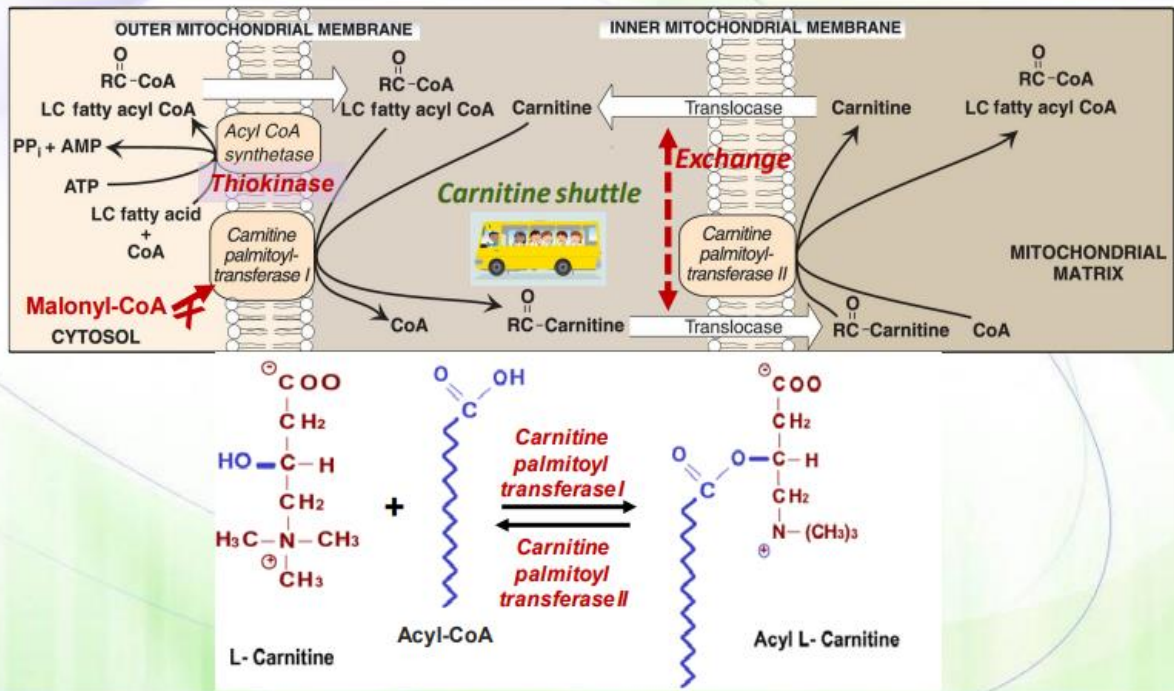 OUTER MITOCHONDRIAL MEMBRANE
INNER MITOCHONDRIAL MEMBRANE
O
RC-CoA
LC fatty acyl CoA
PPi + AMP
ATP
LC fatty acid
+
CoA
Acyl CoA
synthetase
Thiokinase
Carnitine
palmitoyl-
transferase I
Malonyl-CoA
CYTOSOL
O
RC-CoA
LC fatty acyl CoA
Carnitine
Translocase
Carnitine
Exchange
Carnitine shuttle
CoA
O
RC-Carnitine
Translocase
Carnitine
palmitoyl-
transferase II
O
RC-CoA
LC fatty acyl CoA
MITOCHONDRIAL
MATRIX
O
RC-Carnitine
CoA
⊖
COO
CH2
HO-C-H
CH2
H3C-N-CH3
⊕
CH3
L- Carnitine
+
O
OH
C
Acyl-CoA
Carnitine
palmitoyl
transferase I
Carnitine
palmitoyl
transferase II
⊖
COO
CH2
O
O-C-H
C
CH2
N-(CH3)3
⊕
Acyl L- Carnitine